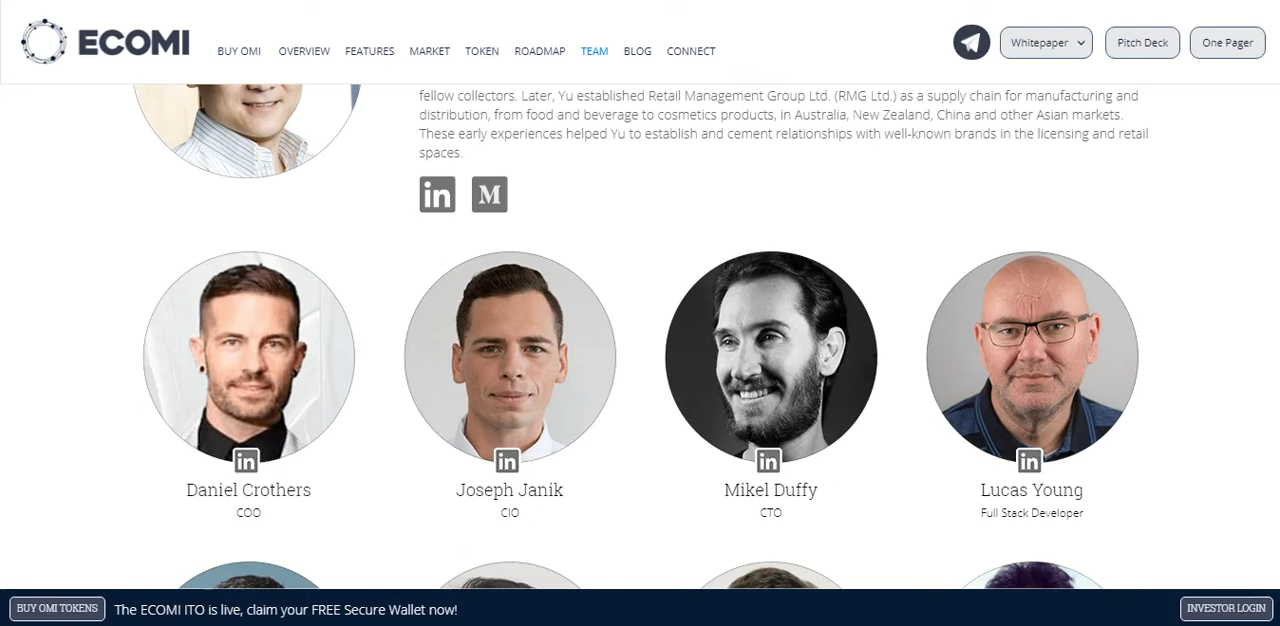 ECOMI
BUY OMI OVERVIEW FEATURES MARKET TOKEN ROADMAP TEAM BLOG CONNECT
Whitepaper Pitch Deck One Pager
fellow collectors. Later, Yu established Retail Management Group Ltd. (RMG Ltd.) as a supply chain for manufacturing and
distribution, from food and beverage to cosmetics products, in Australia, New Zealand, China and other Asian markets.
These early experiences helped Yu to establish and cement relationships with well-known brands in the licensing and retail
spaces.
in M
in in in in
Daniel Crothers Joseph Janik Mikel Duffy Lucas Young
COO CIO CTO Full Stack Developer
BUY OMI TOKENS The ECOMI ITO is live, claim your FREE Secure Wallet now! INVESTOR LOGIN